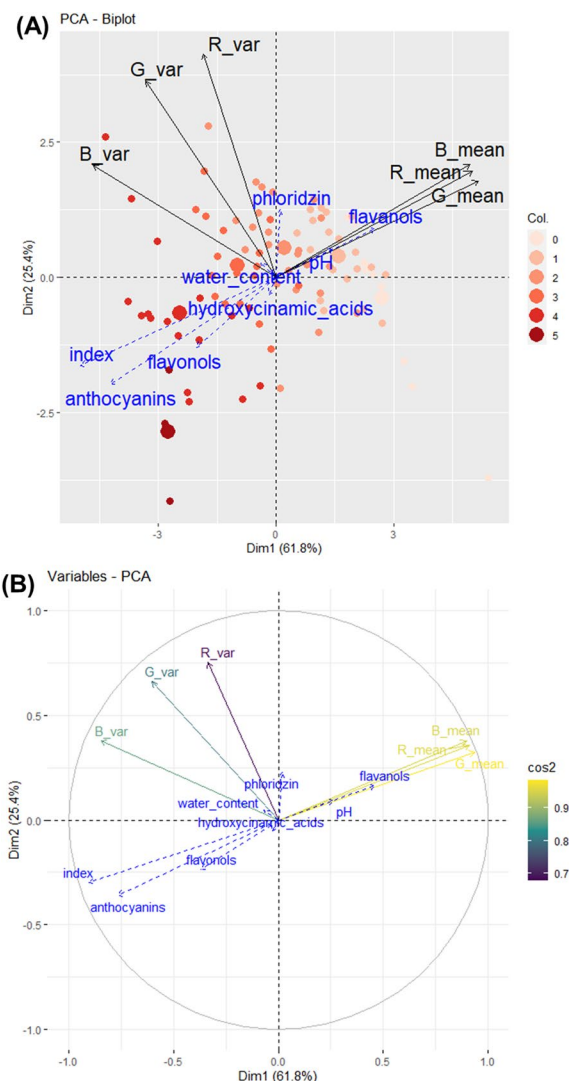 (A)
PCA - Biplot
R_var
G_var
B_var
B_mean
R_mean
G_mean
phloridzin
flavanols
pH
water_content
hydroxycinamic_acids
index
flavonols
anthocyanins
2.5
0.0
-2.5
Dim2 (25.4%)
-3
0
3
Dim1 (61.8%)
Col.
0
1
2
3
4
5
(B)
Variables - PCA
1.0
0.5
0.0
-0.5
-1.0
Dim2 (25.4%)
R_var
G_var
B_var
B_mean
R_mean
G_mean
phloridzin
flavanols
water_content
pH
hydroxycinamic_acids
index
flavonols
anthocyanins
-1.0
-0.5
0.0
0.5
1.0
Dim1 (61.8%)
cos2
0.9
0.8
0.7